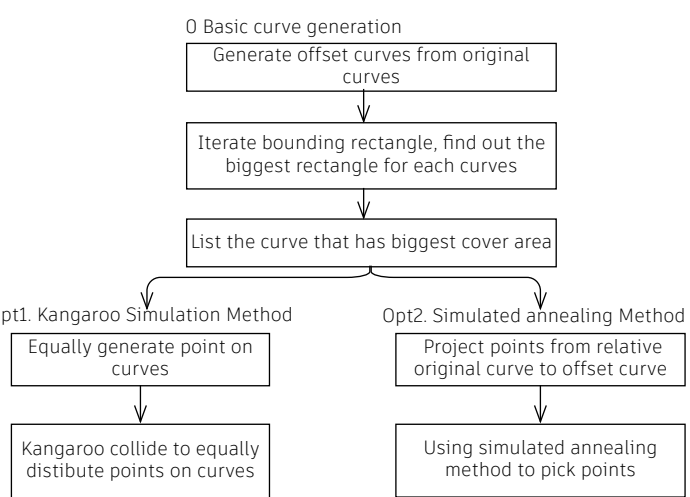 0 Basic curve generation
Generate offset curves from original
curves
Iterate bounding rectangle, find out the
biggest rectangle for each curves
List the curve that has biggest cover area
pt1. Kangaroo Simulation Method
Opt2. Simulated annealing Method
Equally generate point on
curves
Project points from relative
original curve to offset curve
Kangaroo collide to equally
distibute points on curves
Using simulated annealing
method to pick points